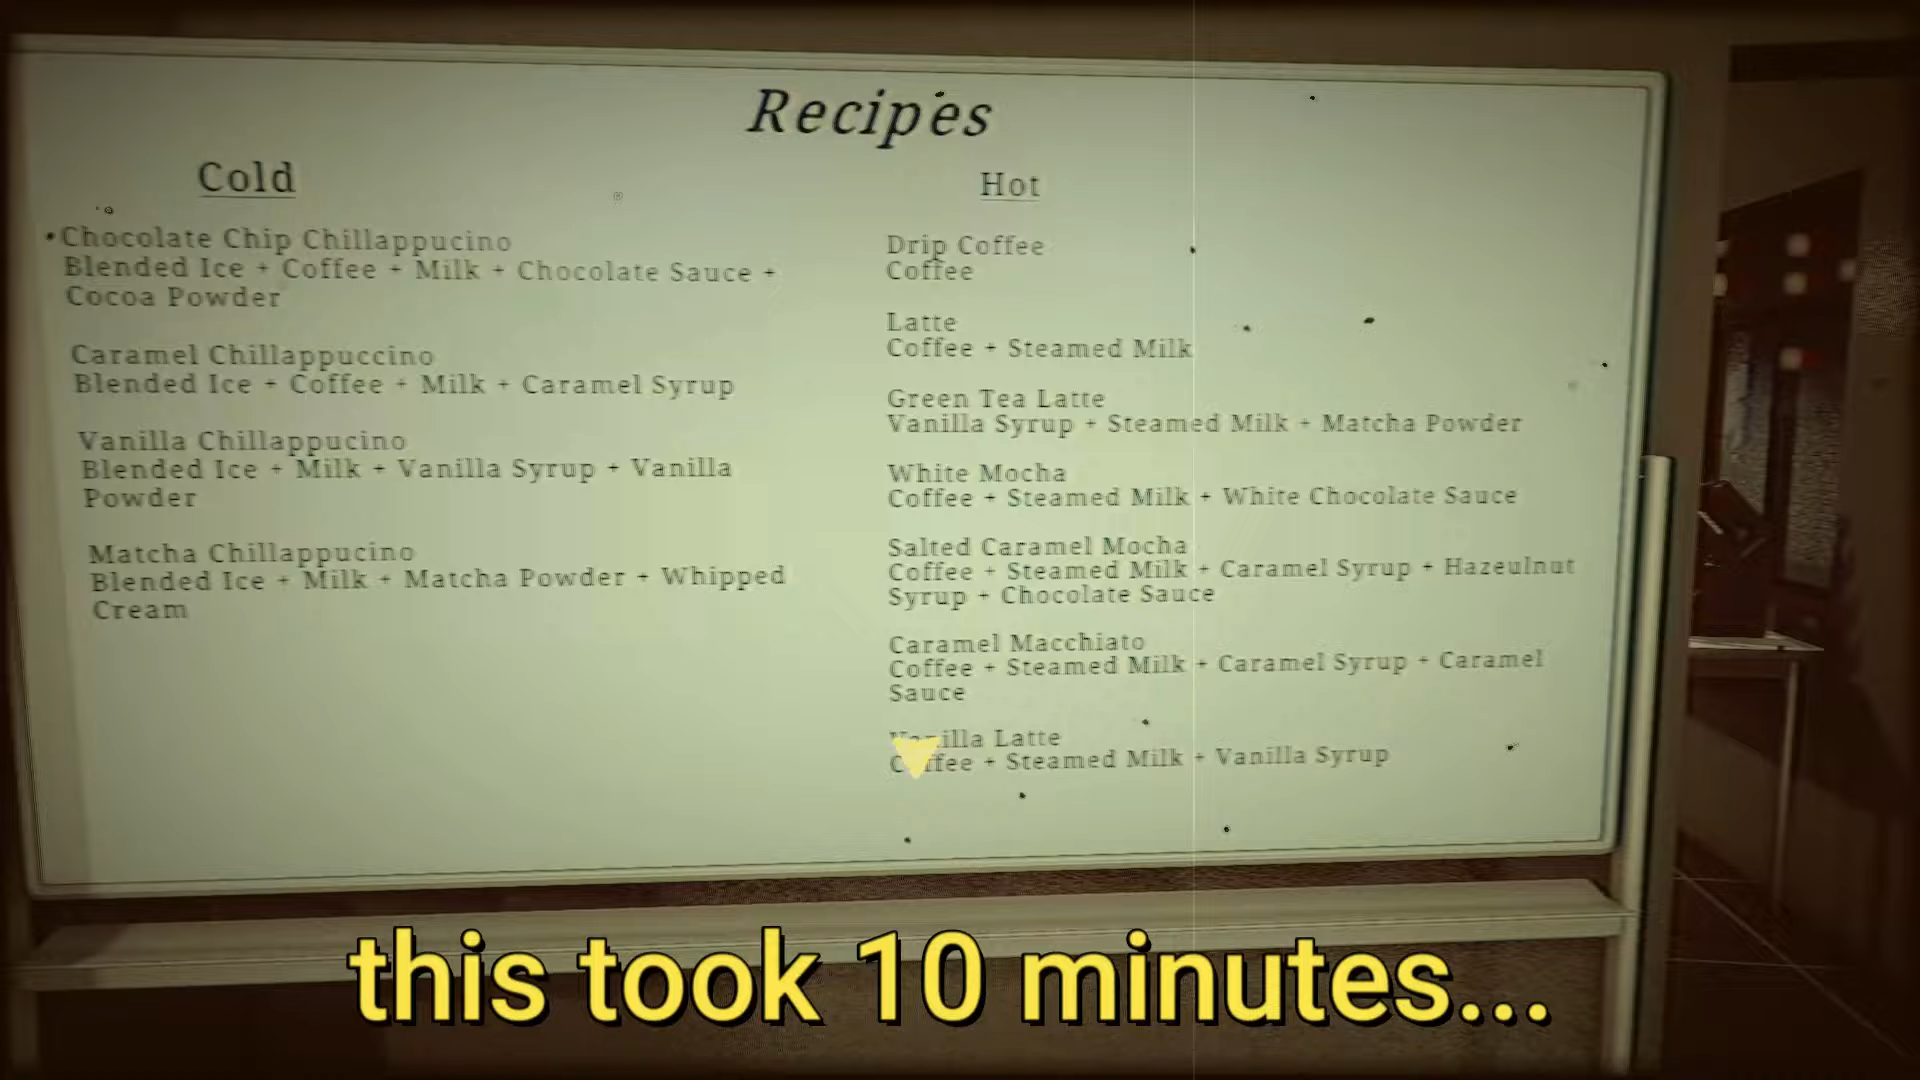 Recipes
Cold
Chocolate Chip Chillappucino
Blended Ice + Coffee + Milk + Chocolate Sauce +
Cocoa Powder
Caramel Chillappuccino
Blended Ice + Coffee + Milk + Caramel Syrup
Vanilla Chillappucino
Blended Ice + Milk + Vanilla Syrup + Vanilla
Powder
Matcha Chillappucino
Blended Ice + Milk + Matcha Powder + Whipped
Cream
Hot
Drip Coffee
Coffee
Latte
Coffee + Steamed Milk
Green Tea Latte
Vanilla Syrup + Steamed Milk + Matcha Powder
White Mocha
Coffee + Steamed Milk + White Chocolate Sauce
Salted Caramel Mocha
Coffee + Steamed Milk + Caramel Syrup + Hazeulnut
Syrup + Chocolate Sauce
Caramel Macchiato
Coffee + Steamed Milk + Caramel Syrup + Caramel
Sauce
Vanilla Latte
Coffee + Steamed Milk + Vanilla Syrup
this took 10 minutes...